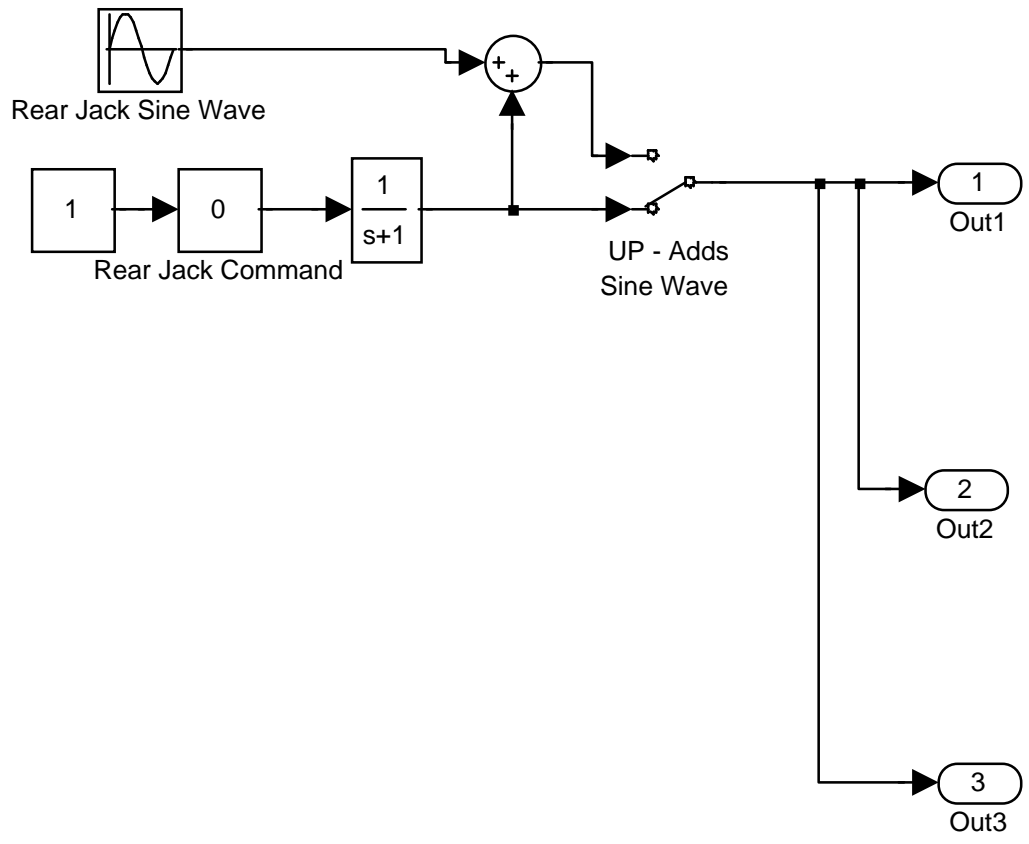 +
+
Rear Jack Sine Wave
1
0
1
s+1
Rear Jack Command
UP - Adds
Sine Wave
1
Out1
2
Out2
3
Out3